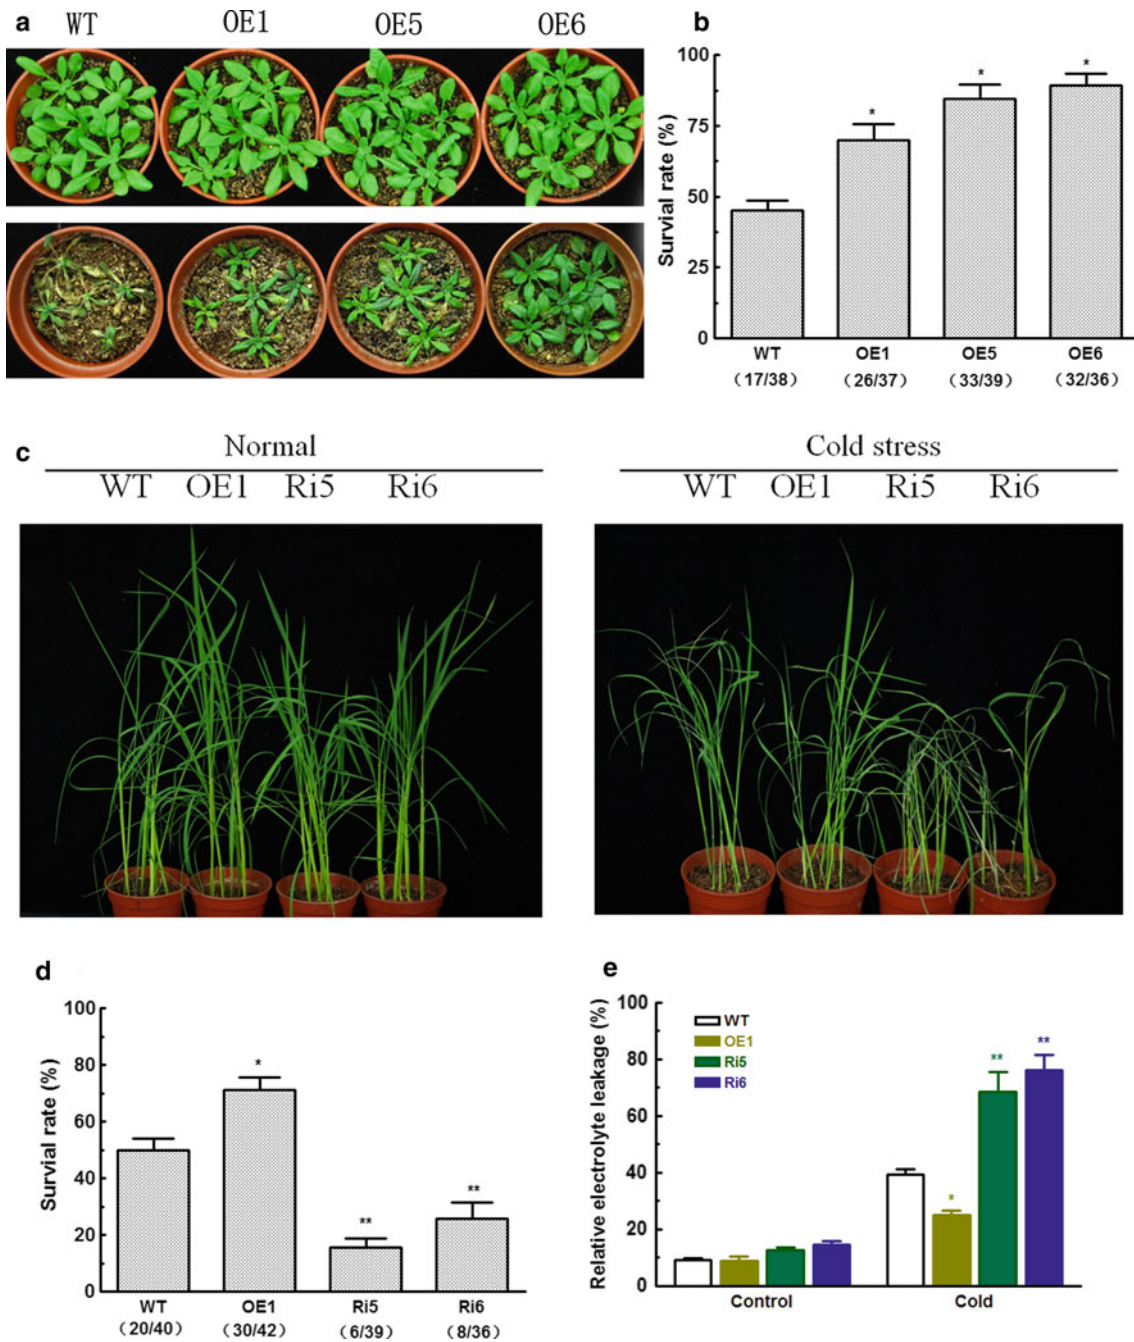 a
WT OE1 OE5 OE6
b
Survial rate (%)
100
75
50
25
0
* * *
WT OE1 OE5 OE6
(17/38) (26/37) (33/39) (32/36)
c
Normal
WT OE1 Ri5 Ri6
Cold stress
WT OE1 Ri5 Ri6
d
Survial rate (%)
100
80
60
40
20
0
* ** **
WT OE1 Ri5 Ri6
(20/40) (30/42) (6/39) (8/36)
e
Relative electrolyte leakage (%)
100
80
60
40
20
0
WT
OE1
Ri5
Ri6
* ** **
Control Cold